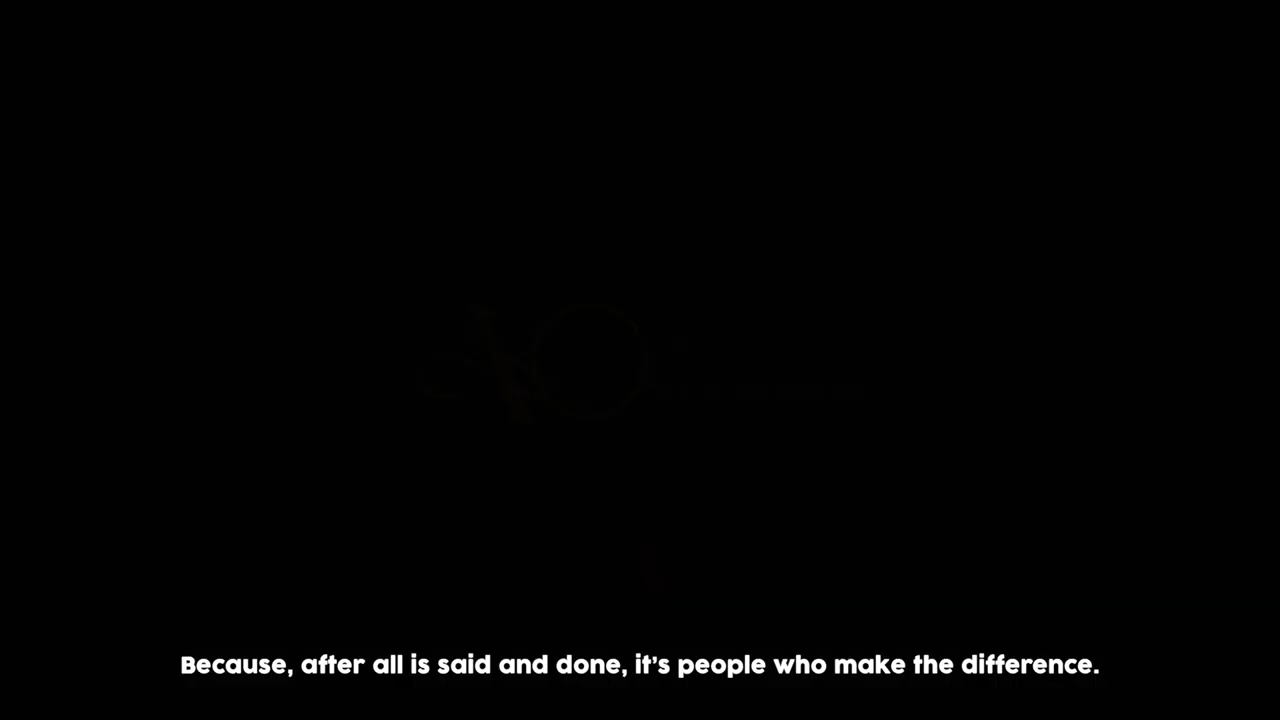 Because, after all is said and done, it's people who make the difference.